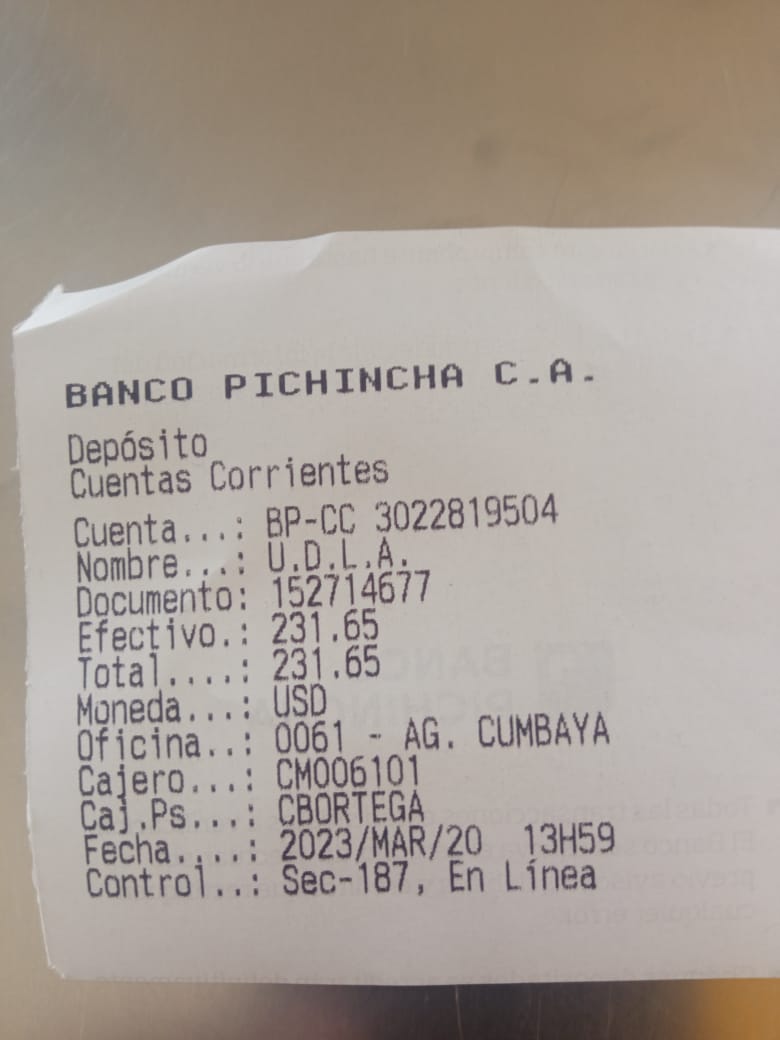 BANCO PICHINCHA C.A.
Depósito
Cuentas Corrientes
Cuenta...: BP-CC 3022819504
Nombre...: U.D.L.A.
Documento: 152714677
Efectivo.: 231.65
Total....: 231.65
Moneda...: USD
Oficina..: 0061 - AG. CUMBAYA
Cajero...: CM006101
Caj.Ps...: CBORTEGA
Fecha....: 2023/MAR/20 13H59
Control..: Sec-187, En Línea